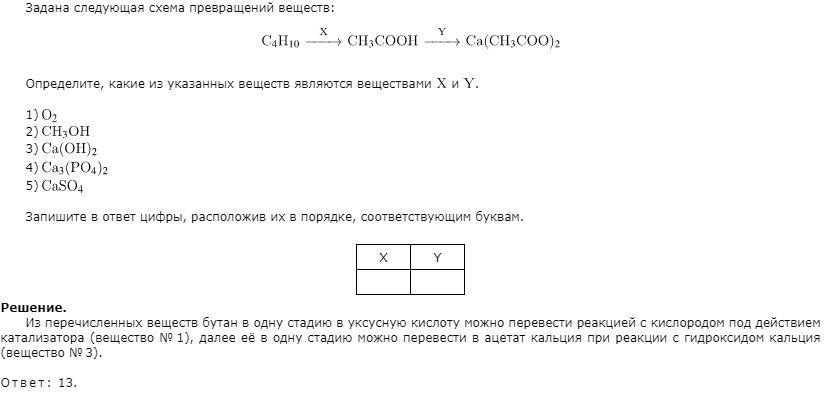 Задана следующая схема превращений веществ:
C₄H₁₀ —X→ CH₃COOH —Y→ Ca(CH₃COO)₂
Определите, какие из указанных веществ являются веществами X и Y.
1) O₂
2) CH₃OH
3) Ca(OH)₂
4) Ca₃(PO₄)₂
5) CaSO₄
Запишите в ответ цифры, расположив их в порядке, соответствующим буквам.
X Y
Решение.
Из перечисленных веществ бутан в одну стадию в уксусную кислоту можно перевести реакцией с кислородом под действием
катализатора (вещество № 1), далее её в одну стадию можно перевести в ацетат кальция при реакции с гидроксидом кальция
(вещество № 3).
Ответ: 13.